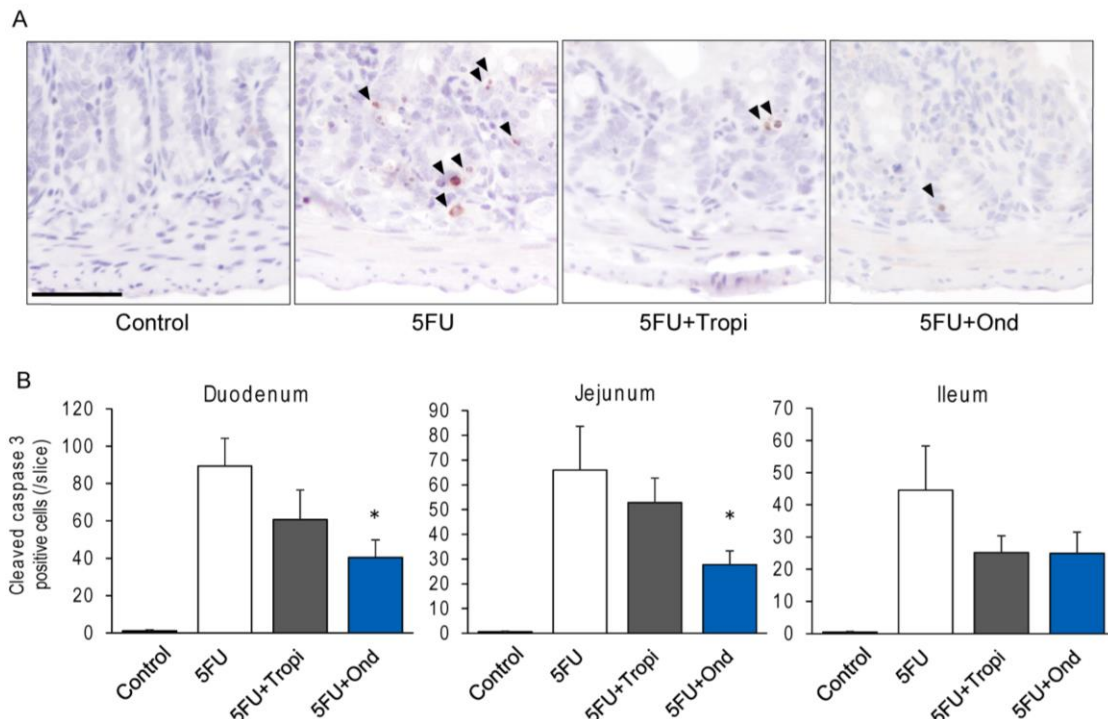 A
Control
5FU
5FU+Tropi
5FU+Ond
B
Cleaved caspase 3
positive cells (/slice)
Duodenum
120
100
80
60
40
20
0
*
Control
5FU
5FU+Tropi
5FU+Ond
Jejunum
90
80
70
60
50
40
30
20
10
0
*
Control
5FU
5FU+Tropi
5FU+Ond
Ileum
70
60
50
40
30
20
10
0
Control
5FU
5FU+Tropi
5FU+Ond